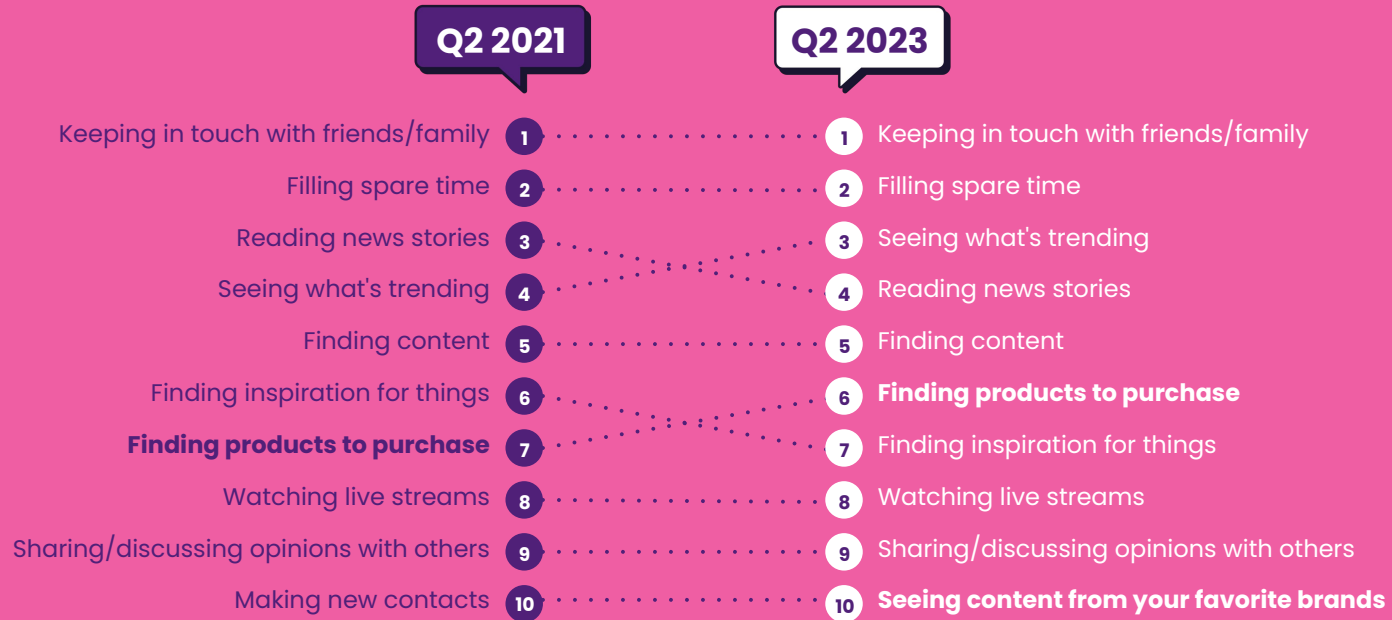 Q2 2021
Q2 2023
Keeping in touch with friends/family 1 1 Keeping in touch with friends/family
Filling spare time 2 2 Filling spare time
Reading news stories 3 3 Seeing what's trending
Seeing what's trending 4 4 Reading news stories
Finding content 5 5 Finding content
Finding inspiration for things 6 6 Finding products to purchase
Finding products to purchase 7 7 Finding inspiration for things
Watching live streams 8 8 Watching live streams
Sharing/discussing opinions with others 9 9 Sharing/discussing opinions with others
Making new contacts 10 10 Seeing content from your favorite brands